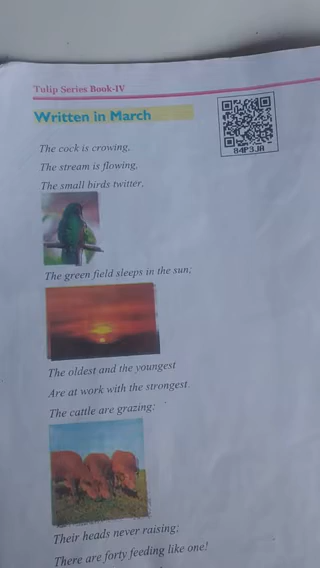 Tulip Series Book-IV
Written in March
84P3JA
The cock is crowing,
The stream is flowing,
The small birds twitter,
The green field sleeps in the sun;
The oldest and the youngest
Are at work with the strongest.
The cattle are grazing:
Their heads never raising;
There are forty feeding like one!